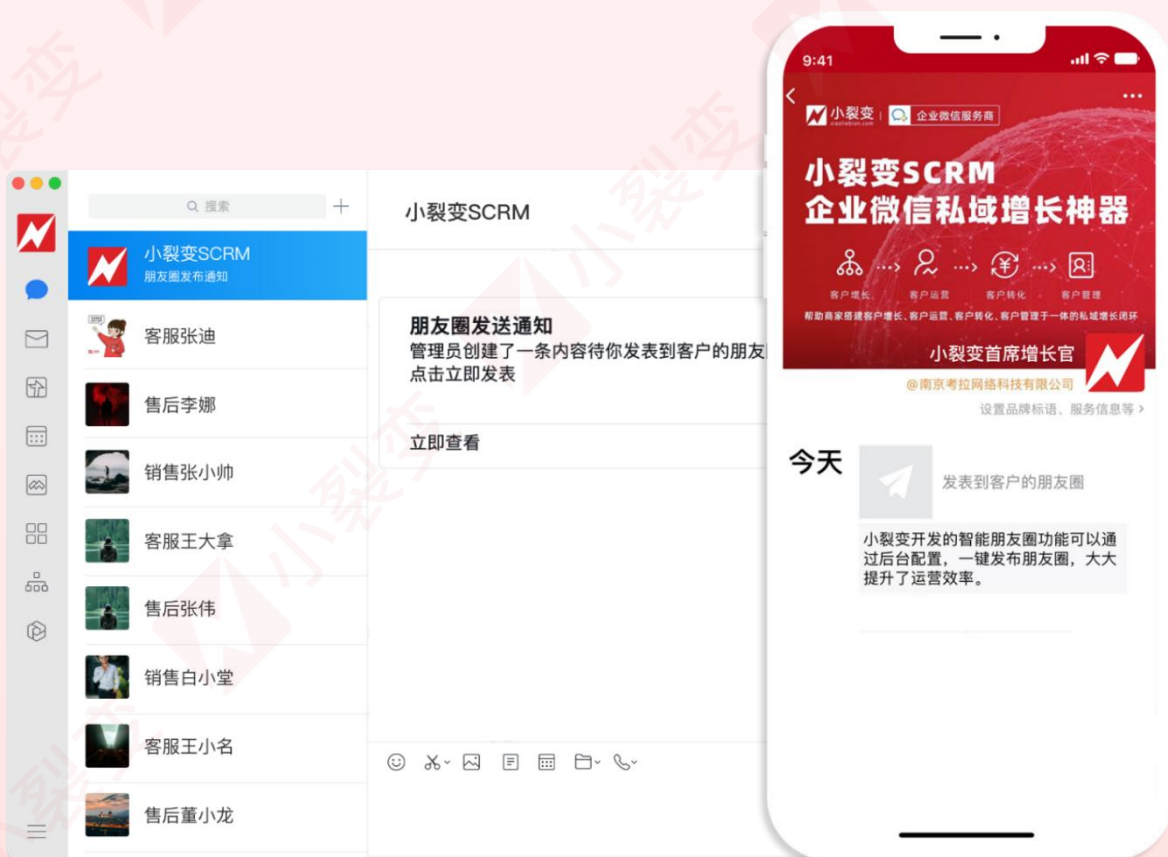 搜索
小裂变SCRM
朋友圈发布通知
客服张迪
售后李娜
销售张小帅
客服王大拿
售后张伟
销售白小堂
客服王小名
售后董小龙
小裂变SCRM
朋友圈发送通知
管理员创建了一条内容待你发表到客户的朋友
点击立即发表
立即查看
9:41
小裂变 企业微信服务商
xiaoliebian.com
小裂变SCRM
企业微信私域增长神器
客户增长 客户运营 客户转化 客户管理
帮助商家搭建客户增长、客户运营、客户转化、客户管理于一体的私域增长闭环
小裂变首席增长官
@南京考拉网络科技有限公司
设置品牌标语、服务信息等
今天
发表到客户的朋友圈
小裂变开发的智能朋友圈功能可以通
过后台配置，一键发布朋友圈，大大
提升了运营效率。
小裂变
小裂变
小裂变